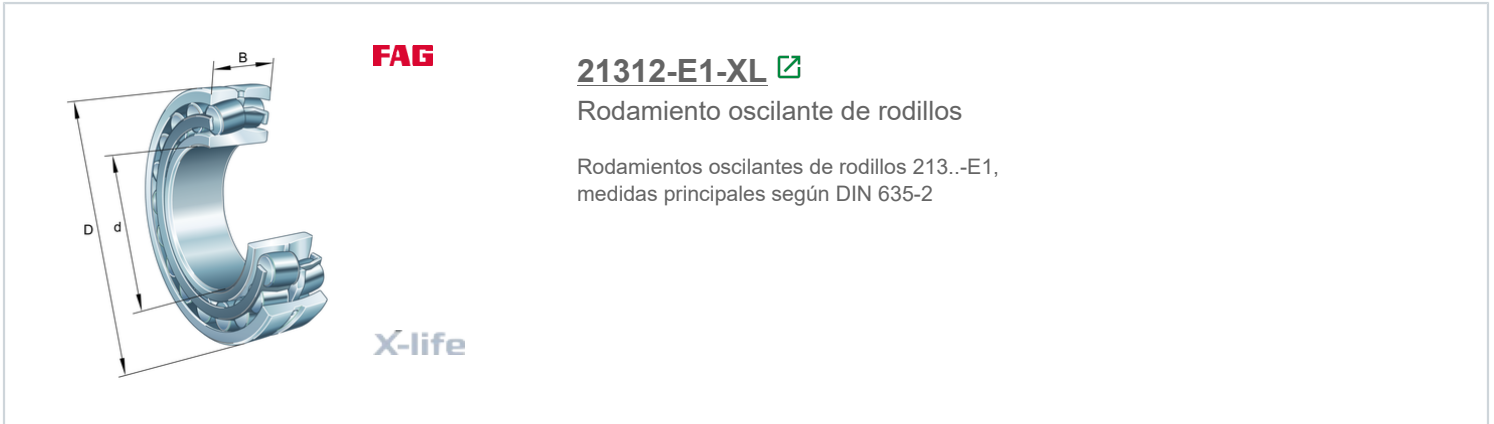 FAG
B
D
d
X-life
21312-E1-XL
Rodamiento oscilante de rodillos
Rodamientos oscilantes de rodillos 213..-E1,
medidas principales según DIN 635-2